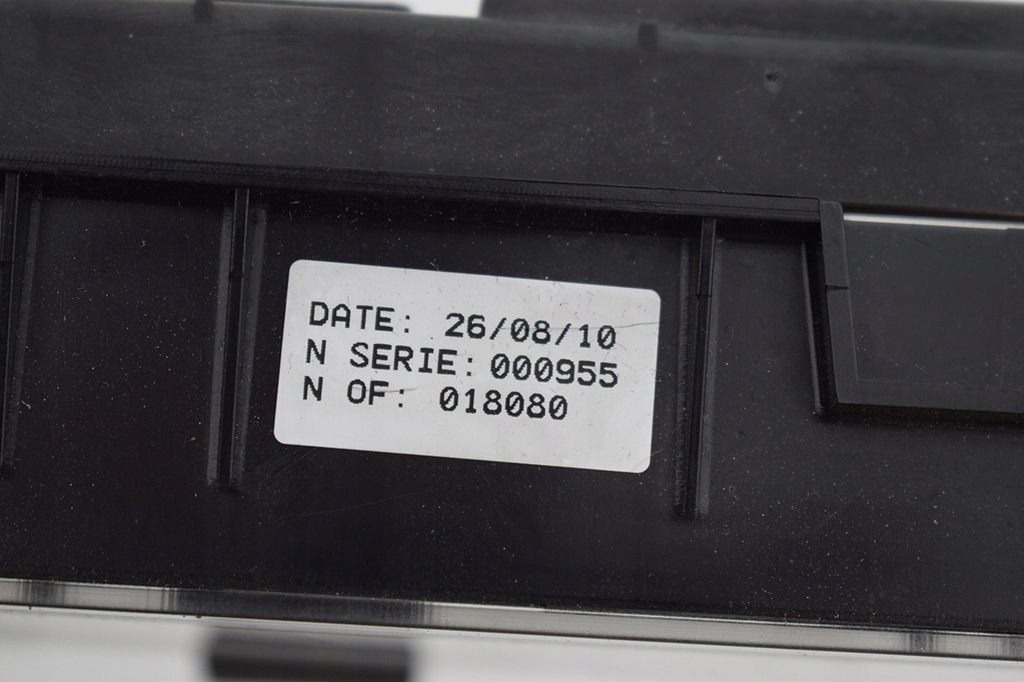 DATE: 26/08/10
N SERIE: 000955
N OF: 018080